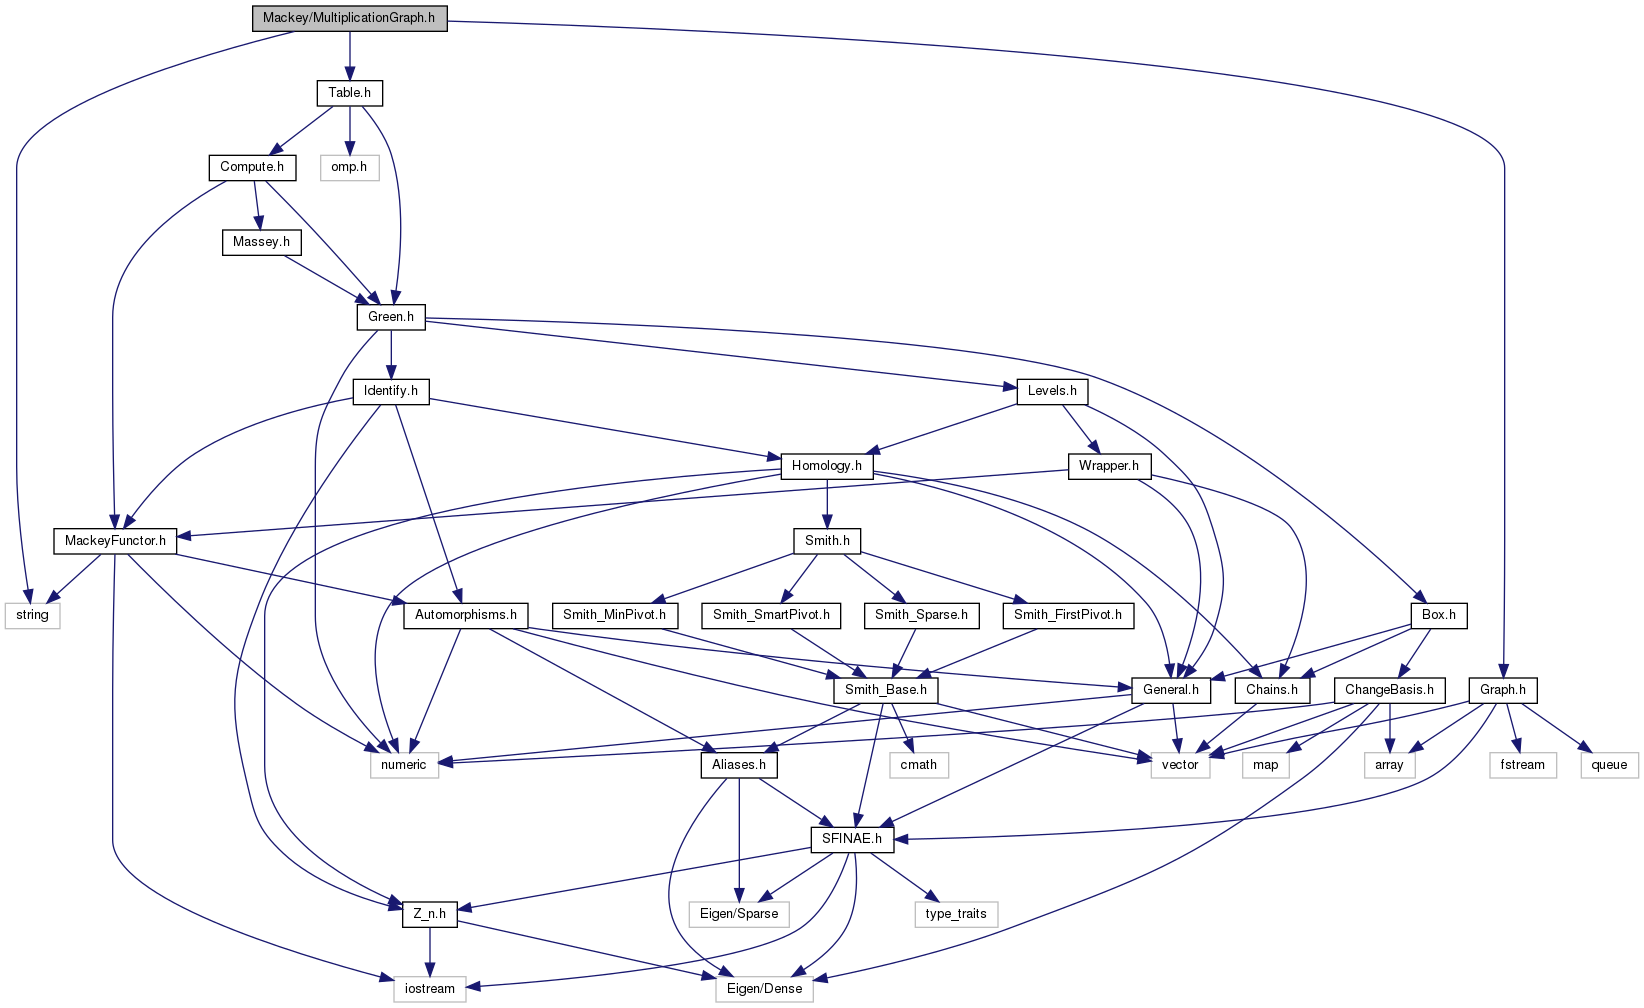 Mackey/MultiplicationGraph.h
Table.h
Compute.h
omp.h
Massey.h
Green.h
Identify.h
Levels.h
Homology.h
Wrapper.h
MackeyFunctor.h
Smith.h
string
Automorphisms.h
Smith_MinPivot.h
Smith_SmartPivot.h
Smith_Sparse.h
Smith_FirstPivot.h
Box.h
Smith_Base.h
General.h
Chains.h
ChangeBasis.h
Graph.h
numeric
Aliases.h
cmath
vector
map
array
fstream
queue
SFINAE.h
Z_n.h
Eigen/Sparse
type_traits
iostream
Eigen/Dense